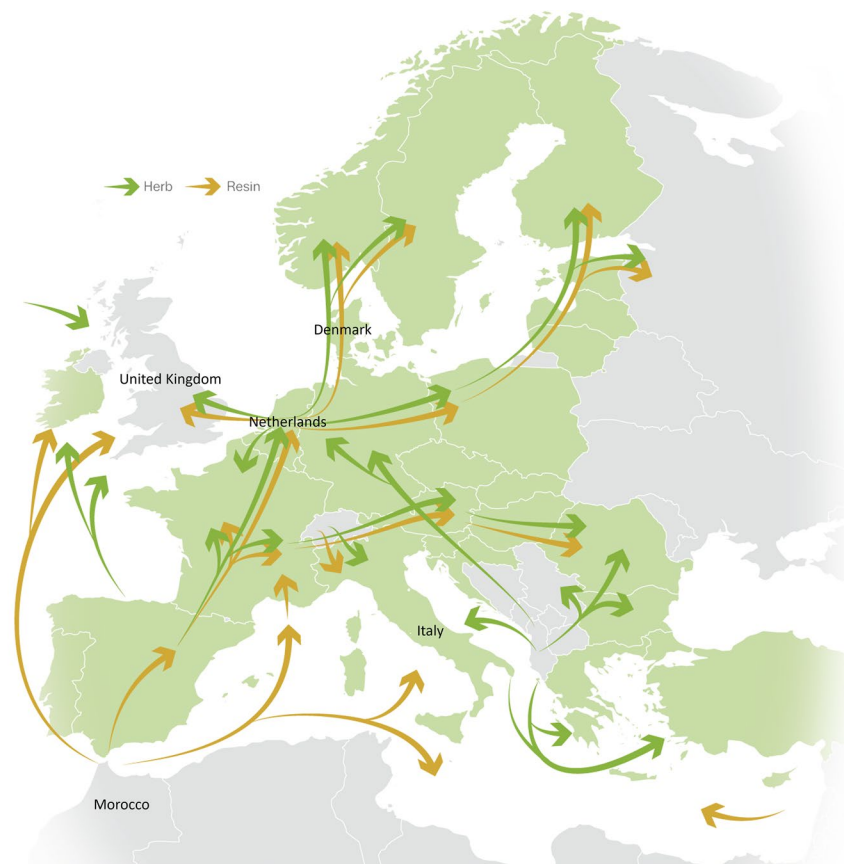 Herb Resin
Denmark
United Kingdom
Netherlands
Italy
Morocco